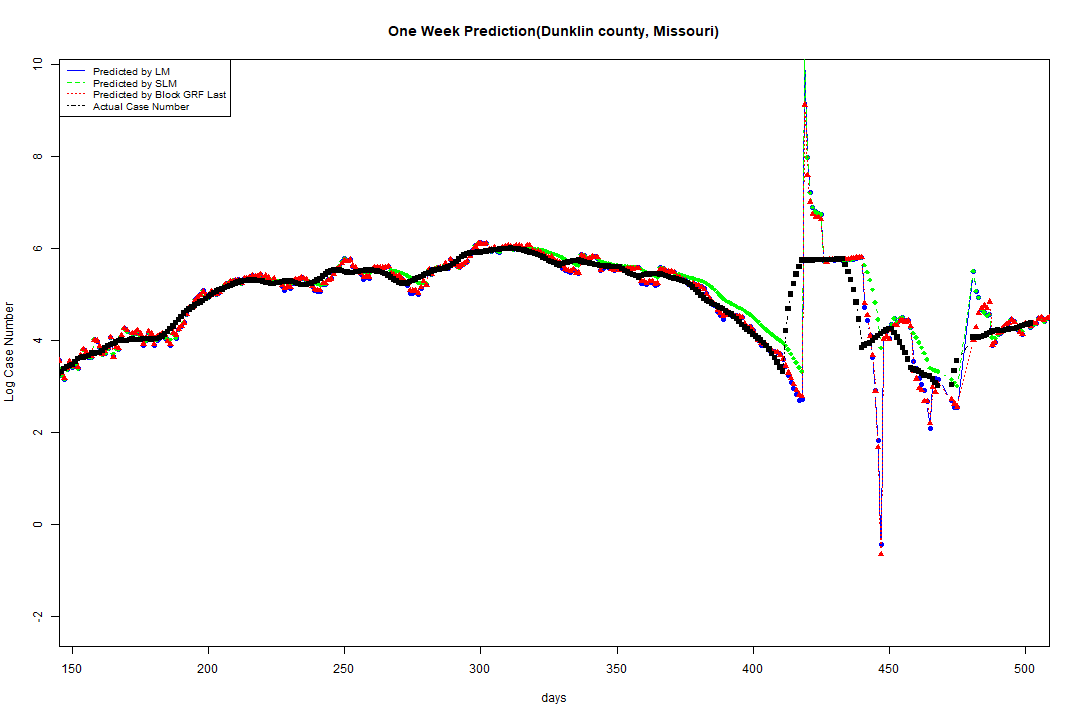 One Week Prediction(Dunklin county, Missouri)
Predicted by LM
Predicted by SLM
Predicted by Block GRF Last
Actual Case Number
Log Case Number
10
8
6
4
2
0
-2
150 200 250 300 350 400 450 500
days